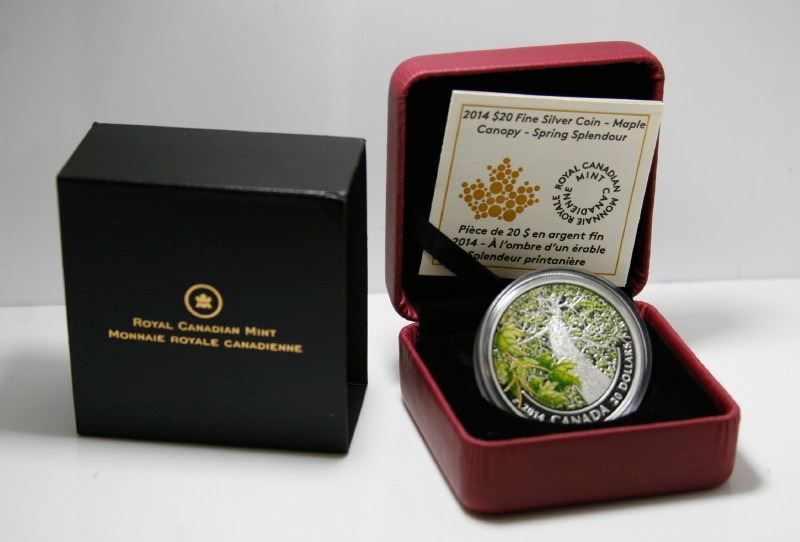 ROYAL CANADIAN MINT
MONNAIE ROYALE CANADIENNE
2014 $20 Fine Silver Coin - Maple
Canopy - Spring Splendour
ROYAL CANADIAN MINT
MONNAIE ROYALE CANADIENNE
Pièce de 20 $ en argent fin
2014 - À l'ombre d'un érable
Splendeur printanière
2014 CANADA 20 DOLLARS